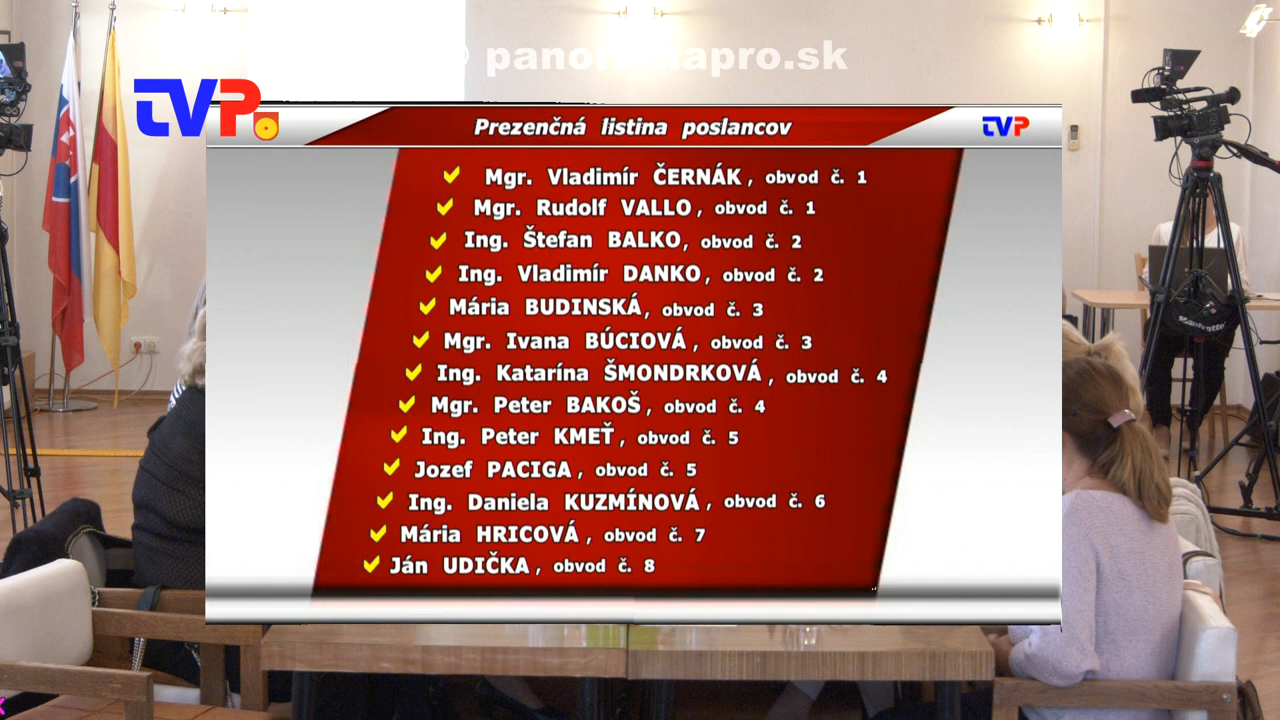 panoramapro.sk
TVP
Prezenčná listina poslancov
TVP
Mgr. Vladimír ČERNÁK, obvod č. 1
Mgr. Rudolf VALLO, obvod č. 1
Ing. Štefan BALKO, obvod č. 2
Ing. Vladimír DANKO, obvod č. 2
Mária BUDINSKÁ, obvod č. 3
Mgr. Ivana BÚCIOVÁ, obvod č. 3
Ing. Katarína ŠMONDRKOVÁ, obvod č. 4
Mgr. Peter BAKOŠ, obvod č. 4
Ing. Peter KMEŤ, obvod č. 5
Jozef PACIGA, obvod č. 5
Ing. Daniela KUZMÍNOVÁ, obvod č. 6
Mária HRICOVÁ, obvod č. 7
Ján UDIČKA, obvod č. 8
Manfrotto